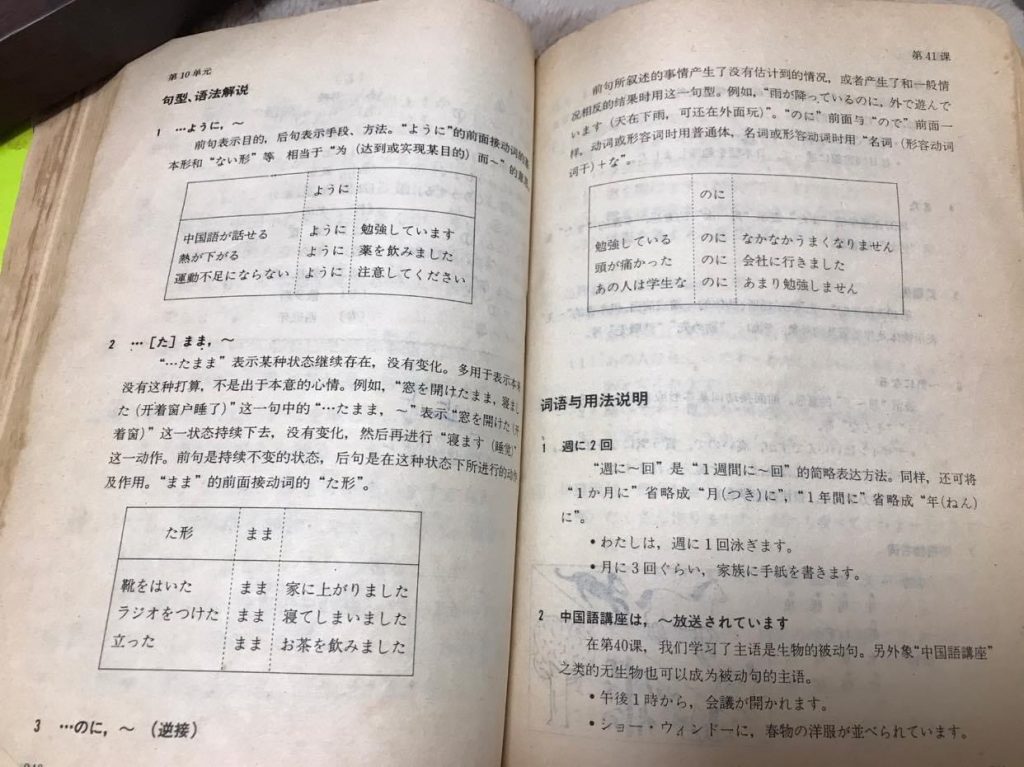 第10单元
句型、语法解说
1 …ように，～
前句表示目的，后句表示手段、方法。“ように”的前面接动词的基
本形和“ない形”等 相当于“为（达到或实现某目的）而～”的意思。
ように
中国語が話せる ように 勉強しています
熱が下がる ように 薬を飲みました
運動不足にならない ように 注意してください
2 …［た］まま，～
“…たまま”表示某种状态继续存在，没有变化。多用于表示本来
没有这种打算，不是出于本意的心情。例如，“窓を開けたまま，寝まし
た（开着窗户睡了”这一句中的“…たまま，～”表示“窓を開けた（开
着窗）”这一状态持续下去，没有变化，然后再进行“寝ます（睡觉）”
这一动作。前句是持续不变的状态，后句是在这种状态下所进行的动作
及作用。“まま”的前面接动词的“た形”。
た形 まま
靴をはいた まま 家に上がりました
ラジオをつけた まま 寝てしまいました
立った まま お茶を飲みました
3 …のに，～ （逆接）
第41课
前句所叙述的事情产生了没有估计到的情况，或者产生了和一般情
况相反的结果时用这一句型。例如，“雨が降っているのに，外で遊んで
います（天在下雨，可还在外面玩）”。“のに”前面与“ので”前面一
样，动词或形容词时用普通体，名词或形容动词时用“名词（形容动词
词干）＋な”。
のに
勉強している のに なかなかうまくなりません
頭が痛かった のに 会社に行きました
あの人は学生な のに あまり勉強しません
词语与用法说明
1 週に2回
“週に～回”是“1週間に～回”的简略表达方法。同样，还可将
“1か月に”省略成“月(つき)に”，“1年間に”省略成“年(ねん)
に”。
・わたしは，週に1回泳ぎます。
・月に3回ぐらい，家族に手紙を書きます。
2 中国語講座は，～放送されています
在第40课，我们学习了主语是生物的被动句。另外象“中国語講座”
之类的无生物也可以成为被动句的主语。
・午後1時から，会議が開かれます。
・ショー・ウィンドーに，春物の洋服が並べられています。